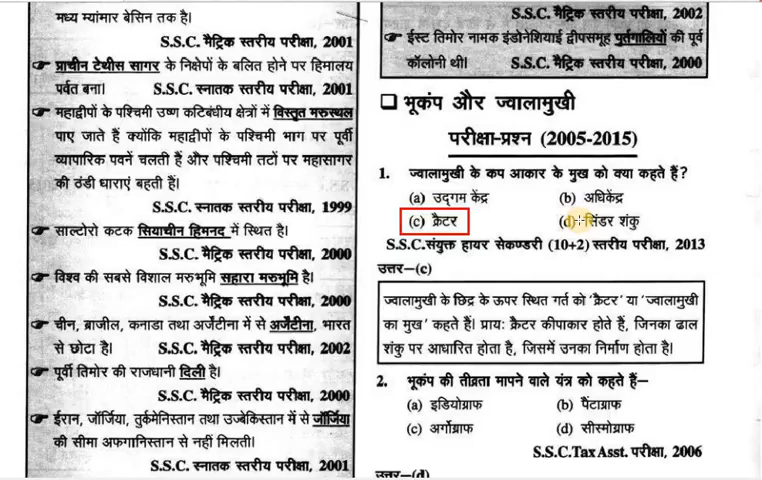 मध्य म्यांमार बेसिन तक है।
S.S.C. मैट्रिक स्तरीय परीक्षा, 2001
☞ प्राचीन टेथीस सागर के निक्षेपों के बलित होने पर हिमालय
पर्वत बना। S.S.C. स्नातक स्तरीय परीक्षा, 2001
☞ महाद्वीपों के पश्चिमी उष्ण कटिबंधीय क्षेत्रों में विस्तृत मरुस्थल
पाए जाते हैं क्योंकि महाद्वीपों के पश्चिमी भाग पर पूर्वी
व्यापारिक पवनें चलती हैं और पश्चिमी तटों पर महासागर
की ठंडी धाराएं बहती हैं।
S.S.C. स्नातक स्तरीय परीक्षा, 1999
☞ साल्टोरो कटक सियाचीन हिमनद में स्थित है।
S.S.C. मैट्रिक स्तरीय परीक्षा, 2000
☞ विश्व की सबसे विशाल मरुभूमि सहारा मरुभूमि है।
S.S.C. मैट्रिक स्तरीय परीक्षा, 2000
☞ चीन, ब्राजील, कनाडा तथा अर्जेंटीना में से अर्जेंटीना, भारत
से छोटा है। S.S.C. मैट्रिक स्तरीय परीक्षा, 2002
☞ पूर्वी तिमोर की राजधानी दिली है।
S.S.C. मैट्रिक स्तरीय परीक्षा, 2000
☞ ईरान, जॉर्जिया, तुर्कमेनिस्तान तथा उज्बेकिस्तान में से जॉर्जिया
की सीमा अफगानिस्तान से नहीं मिलती।
S.S.C. स्नातक स्तरीय परीक्षा, 2001
S.S.C. मैट्रिक स्तरीय परीक्षा, 2002
☞ ईस्ट तिमोर नामक इंडोनेशियाई द्वीपसमूह पुर्तगालियों की पूर्व
कॉलोनी थी। S.S.C. मैट्रिक स्तरीय परीक्षा, 2000
❑ भूकंप और ज्वालामुखी
परीक्षा-प्रश्न (2005-2015)
1. ज्वालामुखी के कप आकार के मुख को क्या कहते हैं?
(a) उद्गम केंद्र (b) अधिकेंद्र
(c) क्रैटर (d) सिंडर शंकु
S.S.C.संयुक्त हायर सेकण्डरी (10+2) स्तरीय परीक्षा, 2013
उत्तर—(c)
ज्वालामुखी के छिद्र के ऊपर स्थित गर्त को 'क्रैटर' या 'ज्वालामुखी
का मुख' कहते हैं। प्रायः क्रैटर कीपाकार होते हैं, जिनका ढाल
शंकु पर आधारित होता है, जिसमें उनका निर्माण होता है।
2. भूकंप की तीव्रता मापने वाले यंत्र को कहते हैं—
(a) इडियोग्राफ (b) पैंटाग्राफ
(c) अर्गोग्राफ (d) सीस्मोग्राफ
S.S.C.Tax Asst. परीक्षा, 2006
उत्तर—(d)